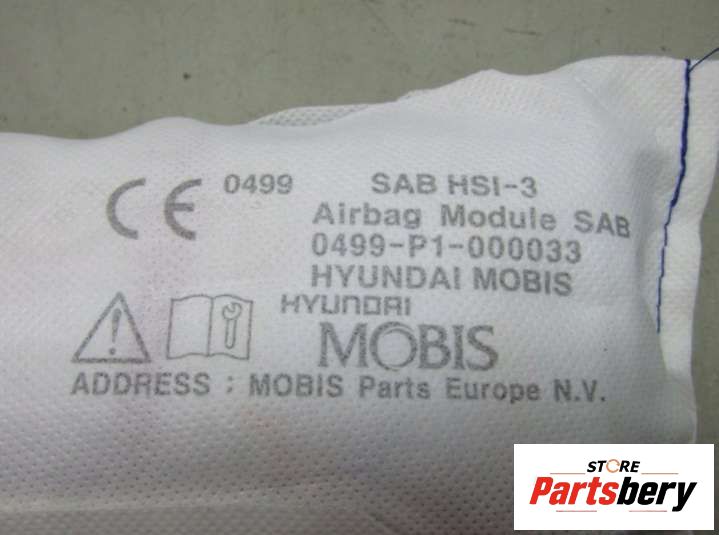 CE 0499 SAB HSI-3
Airbag Module SAB
0499-P1-000033
HYUNDAI MOBIS
HYUNDAI
MOBIS
ADDRESS : MOBIS Parts Europe N.V.
STORE
Partsbery